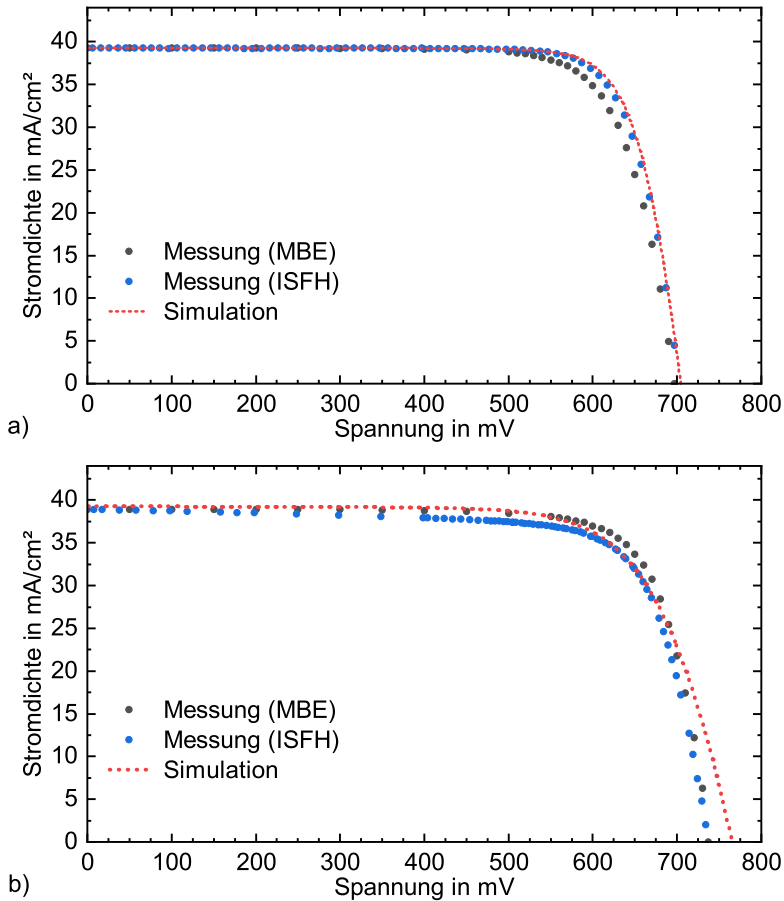 40
35
30
25
20
15
10
5
0
Stromdichte in mA/cm²
Messung (MBE)
Messung (ISFH)
Simulation
0 100 200 300 400 500 600 700 800
Spannung in mV
a)
40
35
30
25
20
15
10
5
0
Stromdichte in mA/cm²
Messung (MBE)
Messung (ISFH)
Simulation
0 100 200 300 400 500 600 700 800
Spannung in mV
b)